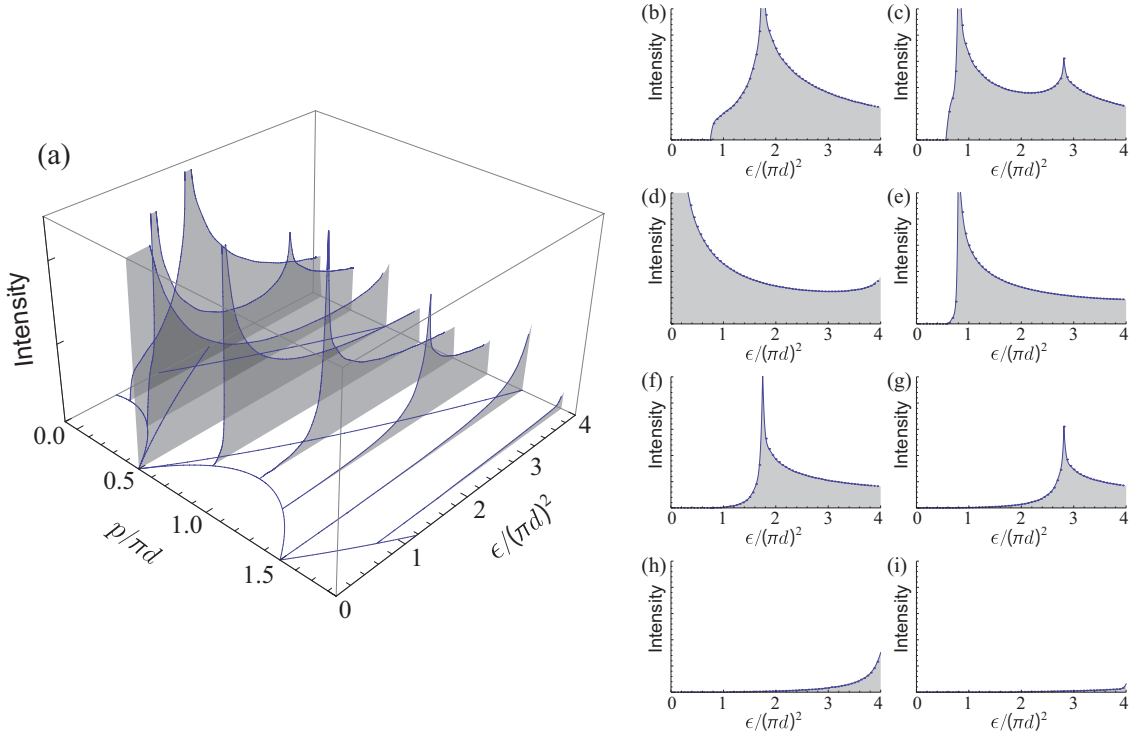 (a)
Intensity
0.0
0.5
1.0
1.5
p/πd
0
1
2
3
4
ϵ/(πd)²
(b)
Intensity
0 1 2 3 4
ϵ/(πd)²
(c)
Intensity
0 1 2 3 4
ϵ/(πd)²
(d)
Intensity
0 1 2 3 4
ϵ/(πd)²
(e)
Intensity
0 1 2 3 4
ϵ/(πd)²
(f)
Intensity
0 1 2 3 4
ϵ/(πd)²
(g)
Intensity
0 1 2 3 4
ϵ/(πd)²
(h)
Intensity
0 1 2 3 4
ϵ/(πd)²
(i)
Intensity
0 1 2 3 4
ϵ/(πd)²